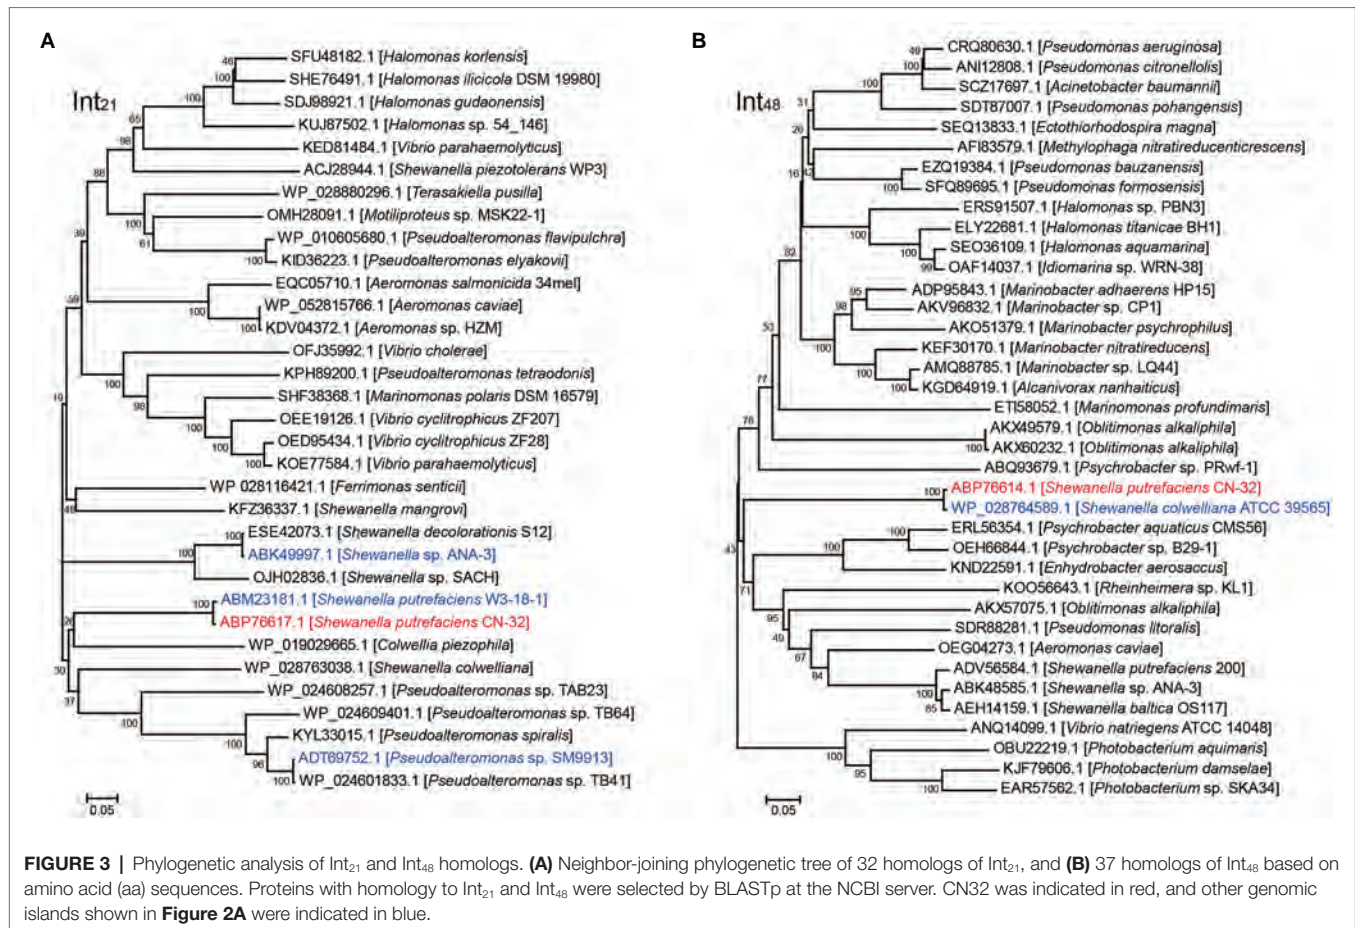 A
Int21
SFU48182.1 [Halomonas korlensis]
SHE76491.1 [Halomonas ilicicola DSM 19980]
SDJ98921.1 [Halomonas gudaonensis]
KUJ87502.1 [Halomonas sp. 54_146]
KED81484.1 [Vibrio parahaemolyticus]
ACJ28944.1 [Shewanella piezotolerans WP3]
WP_028880296.1 [Terasakiella pusilla]
OMH28091.1 [Motiliproteus sp. MSK22-1]
WP_010605680.1 [Pseudoalteromonas flavipulchra]
KID36223.1 [Pseudoalteromonas elyakovii]
EQC05710.1 [Aeromonas salmonicida 34mel]
WP_052815766.1 [Aeromonas caviae]
KDV04372.1 [Aeromonas sp. HZM]
OFJ35992.1 [Vibrio cholerae]
KPH89200.1 [Pseudoalteromonas tetraodonis]
SHF38368.1 [Marinomonas polaris DSM 16579]
OEE19126.1 [Vibrio cyclitrophicus ZF207]
OED95434.1 [Vibrio cyclitrophicus ZF28]
KOE77584.1 [Vibrio parahaemolyticus]
WP 028116421.1 [Ferrimonas senticii]
KFZ36337.1 [Shewanella mangrovi]
ESE42073.1 [Shewanella decolorationis S12]
ABK49997.1 [Shewanella sp. ANA-3]
OJH02836.1 [Shewanella sp. SACH]
ABM23181.1 [Shewanella putrefaciens W3-18-1]
ABP76617.1 [Shewanella putrefaciens CN-32]
WP_019029665.1 [Colwellia piezophila]
WP_028763038.1 [Shewanella colwelliana]
WP_024608257.1 [Pseudoalteromonas sp. TAB23]
WP_024609401.1 [Pseudoalteromonas sp. TB64]
KYL33015.1 [Pseudoalteromonas spiralis]
ADT69752.1 [Pseudoalteromonas sp. SM9913]
WP_024601833.1 [Pseudoalteromonas sp. TB41]
0.05
B
Int48
CRQ80630.1 [Pseudomonas aeruginosa]
ANI12808.1 [Pseudomonas citronellolis]
SCZ17697.1 [Acinetobacter baumannii]
SDT87007.1 [Pseudomonas pohangensis]
SEQ13833.1 [Ectothiorhodospira magna]
AFI83579.1 [Methylophaga nitratireducenticrescens]
EZQ19384.1 [Pseudomonas bauzanensis]
SFQ89695.1 [Pseudomonas formosensis]
ERS91507.1 [Halomonas sp. PBN3]
ELY22681.1 [Halomonas titanicae BH1]
SEO36109.1 [Halomonas aquamarina]
OAF14037.1 [Idiomarina sp. WRN-38]
ADP95843.1 [Marinobacter adhaerens HP15]
AKV96832.1 [Marinobacter sp. CP1]
AKO51379.1 [Marinobacter psychrophilus]
KEF30170.1 [Marinobacter nitratireducens]
AMQ88785.1 [Marinobacter sp. LQ44]
KGD64919.1 [Alcanivorax nanhaiticus]
ETI58052.1 [Marinomonas profundimaris]
AKX49579.1 [Oblitimonas alkaliphila]
AKX60232.1 [Oblitimonas alkaliphila]
ABQ93679.1 [Psychrobacter sp. PRwf-1]
ABP76614.1 [Shewanella putrefaciens CN-32]
WP_028764589.1 [Shewanella colwelliana ATCC 39565]
ERL56354.1 [Psychrobacter aquaticus CMS56]
OEH66844.1 [Psychrobacter sp. B29-1]
KND22591.1 [Enhydrobacter aerosaccus]
KOO56643.1 [Rheinheimera sp. KL1]
AKX57075.1 [Oblitimonas alkaliphila]
SDR88281.1 [Pseudomonas litoralis]
OEG04273.1 [Aeromonas caviae]
ADV56584.1 [Shewanella putrefaciens 200]
ABK48585.1 [Shewanella sp. ANA-3]
AEH14159.1 [Shewanella baltica OS117]
ANQ14099.1 [Vibrio natriegens ATCC 14048]
OBU22219.1 [Photobacterium aquimaris]
KJF79606.1 [Photobacterium damselae]
EAR57562.1 [Photobacterium sp. SKA34]
0.05
FIGURE 3 | Phylogenetic analysis of Int21 and Int48 homologs. (A) Neighbor-joining phylogenetic tree of 32 homologs of Int21, and (B) 37 homologs of Int48 based on
amino acid (aa) sequences. Proteins with homology to Int21 and Int48 were selected by BLASTp at the NCBI server. CN32 was indicated in red, and other genomic
islands shown in Figure 2A were indicated in blue.